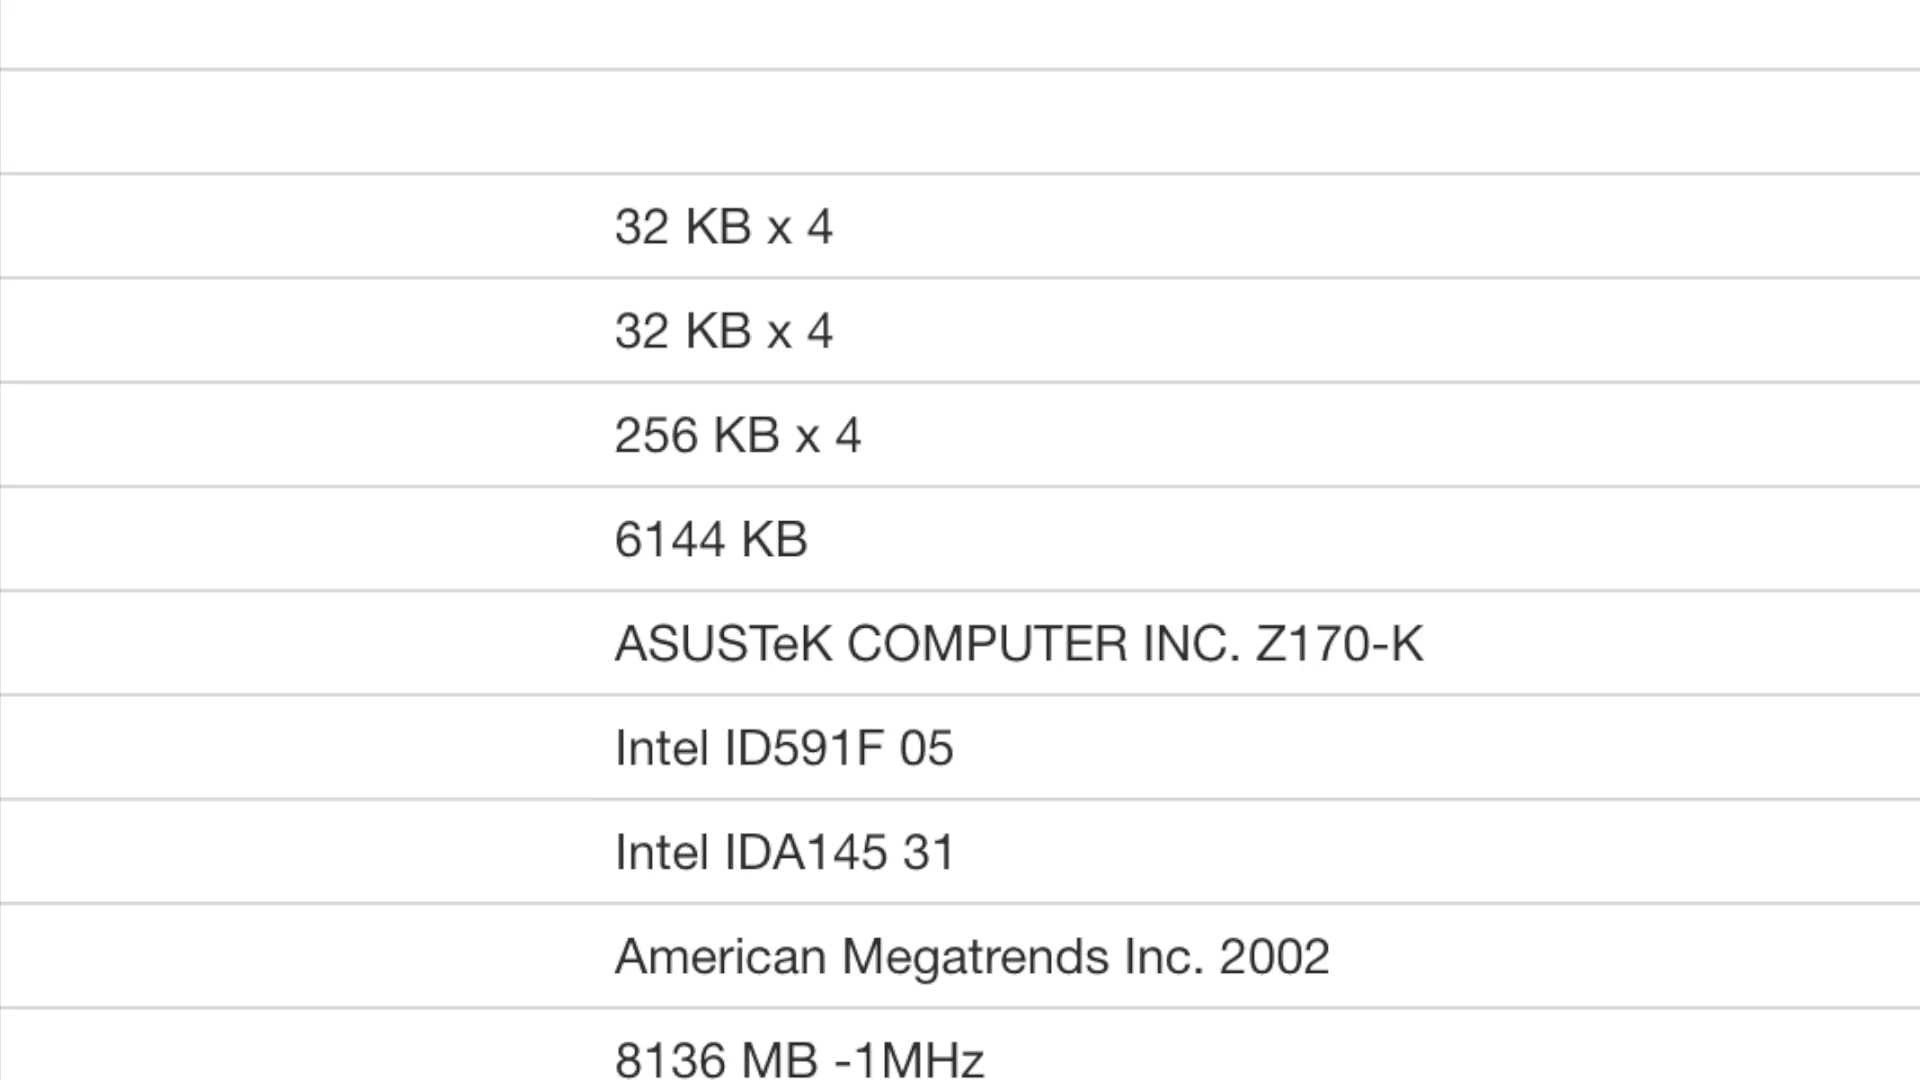 32 KB x 4
32 KB x 4
256 KB x 4
6144 KB
ASUSTeK COMPUTER INC. Z170-K
Intel ID591F 05
Intel IDA145 31
American Megatrends Inc. 2002
8136 MB -1MHz